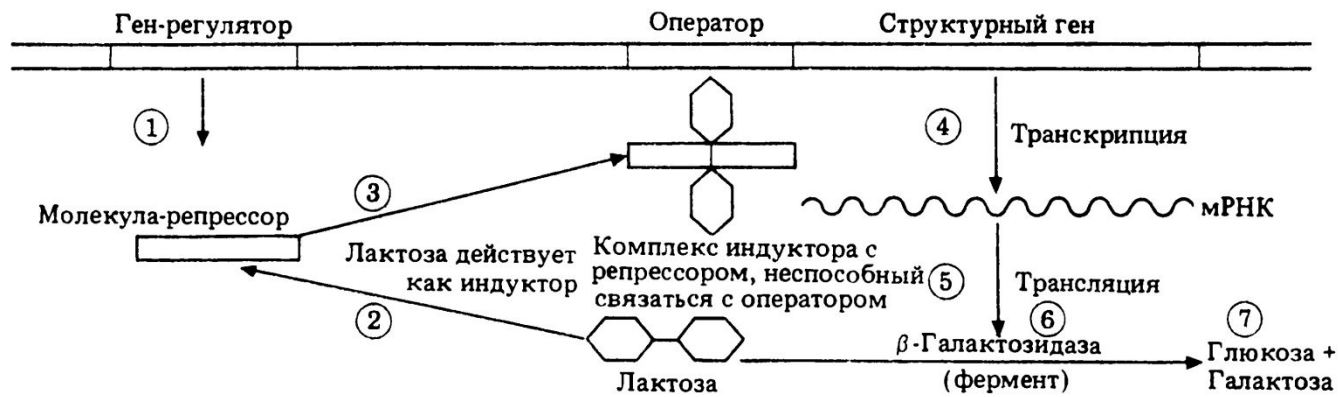 Ген-регулятор
Оператор
Структурный ген
1
4
Транскрипция
3
Молекула-репрессор
мРНК
Лактоза действует
как индуктор
Комплекс индуктора с
репрессором, неспособный
связаться с оператором
5
Трансляция
2
6
7
β-Галактозидаза
(фермент)
Глюкоза +
Галактоза
Лактоза